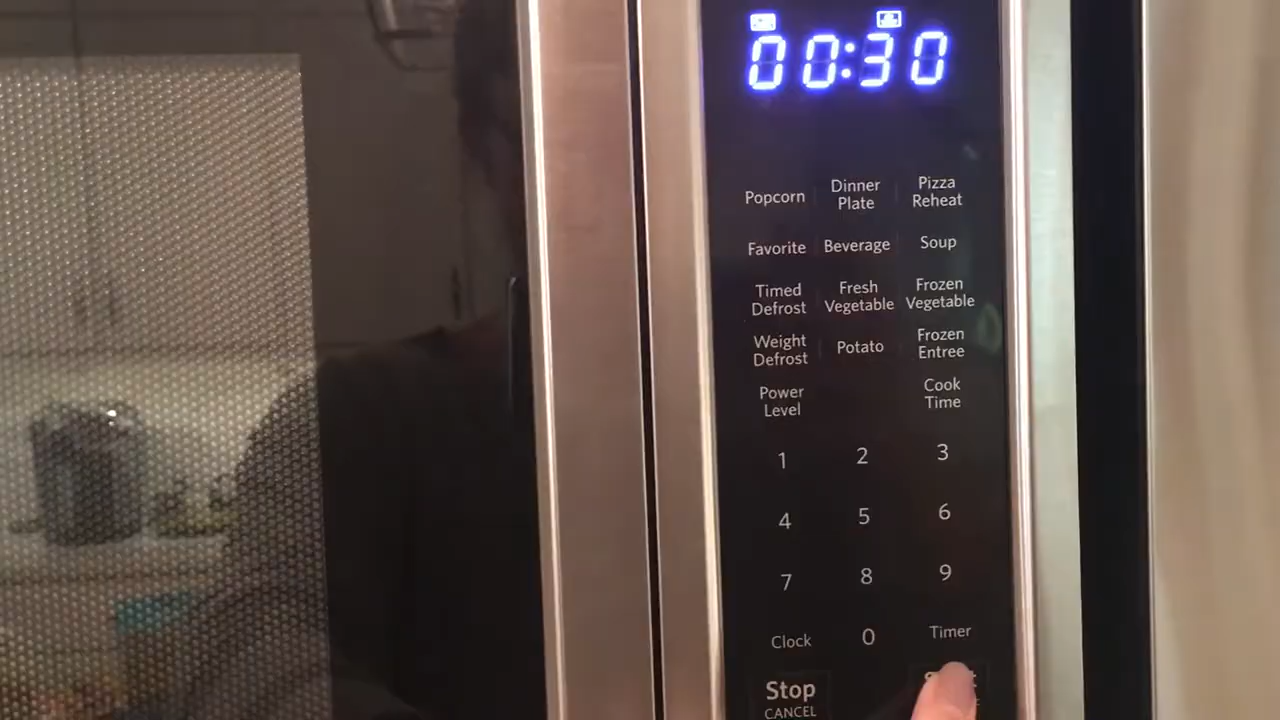 00:30
Popcorn
Dinner
Plate
Pizza
Reheat
Favorite
Beverage
Soup
Timed
Defrost
Fresh
Vegetable
Frozen
Vegetable
Weight
Defrost
Potato
Frozen
Entree
Power
Level
Cook
Time
1 2 3
4 5 6
7 8 9
Clock 0 Timer
Stop
CANCEL